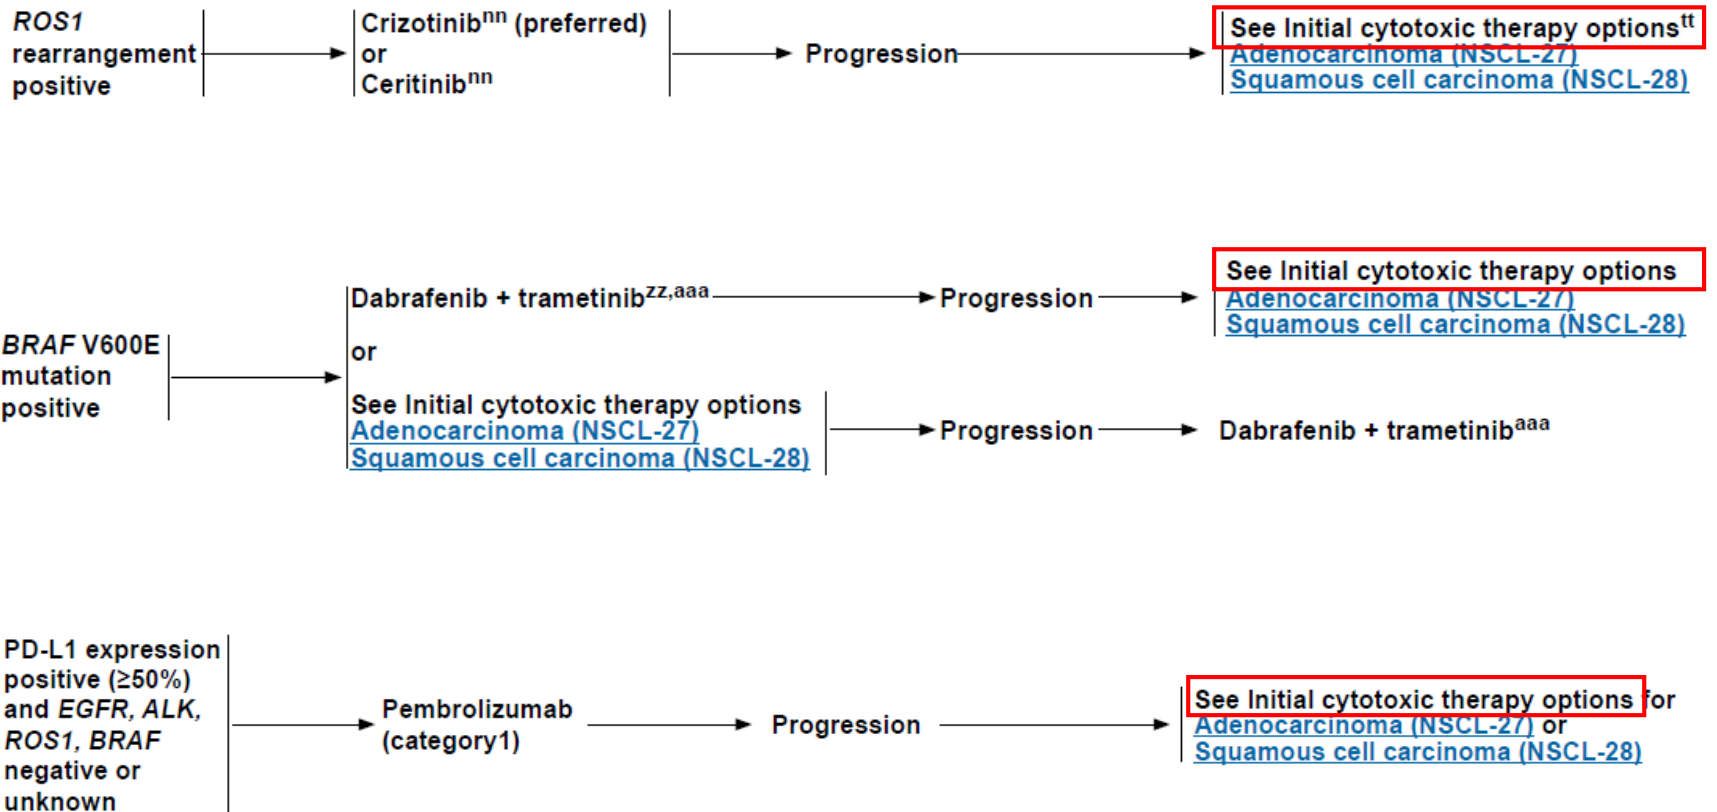 ROS1
rearrangement
positive
Crizotinibⁿⁿ (preferred)
or
Ceritinibⁿⁿ
Progression
See Initial cytotoxic therapy optionsᵗᵗ
Adenocarcinoma (NSCL-27)
Squamous cell carcinoma (NSCL-28)
BRAF V600E
mutation
positive
Dabrafenib + trametinibᶻᶻ,ᵃᵃᵃ
Progression
See Initial cytotoxic therapy options
Adenocarcinoma (NSCL-27)
Squamous cell carcinoma (NSCL-28)
or
See Initial cytotoxic therapy options
Adenocarcinoma (NSCL-27)
Squamous cell carcinoma (NSCL-28)
Progression
Dabrafenib + trametinibᵃᵃᵃ
PD-L1 expression
positive (≥50%)
and EGFR, ALK,
ROS1, BRAF
negative or
unknown
Pembrolizumab
(category1)
Progression
See Initial cytotoxic therapy options for
Adenocarcinoma (NSCL-27) or
Squamous cell carcinoma (NSCL-28)